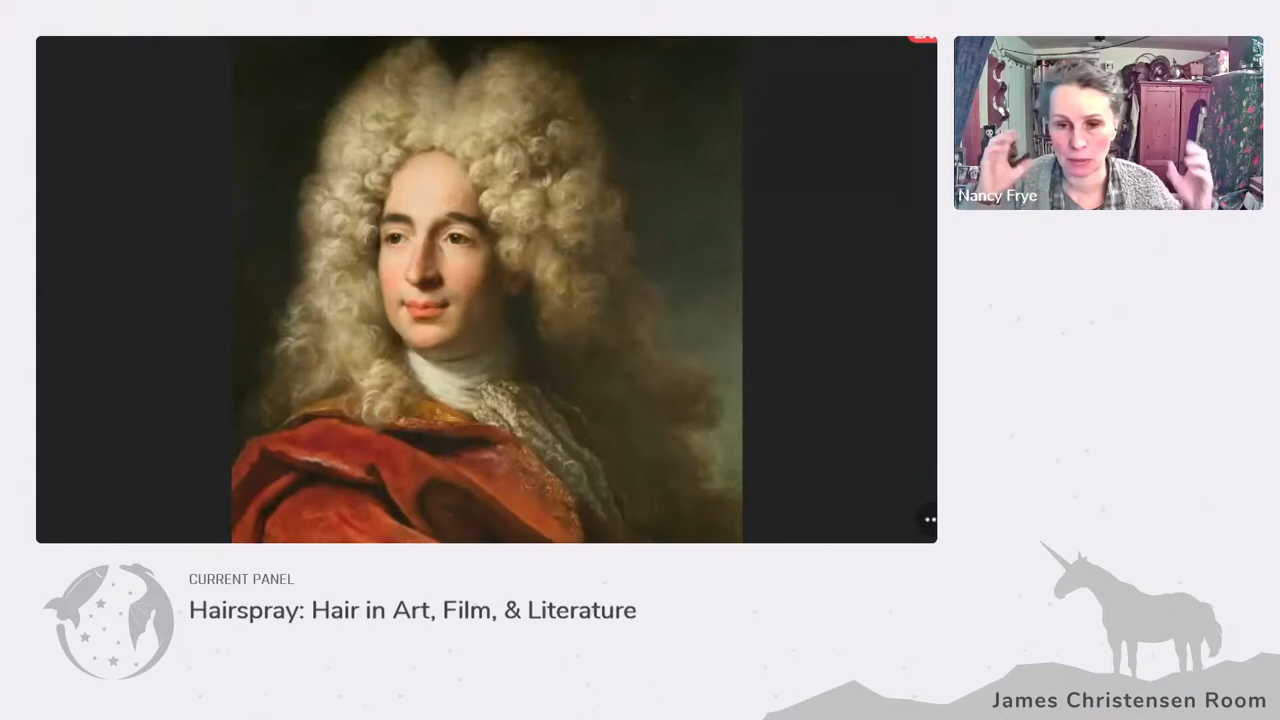 Nancy Frye
CURRENT PANEL
Hairspray: Hair in Art, Film, & Literature
James Christensen Room